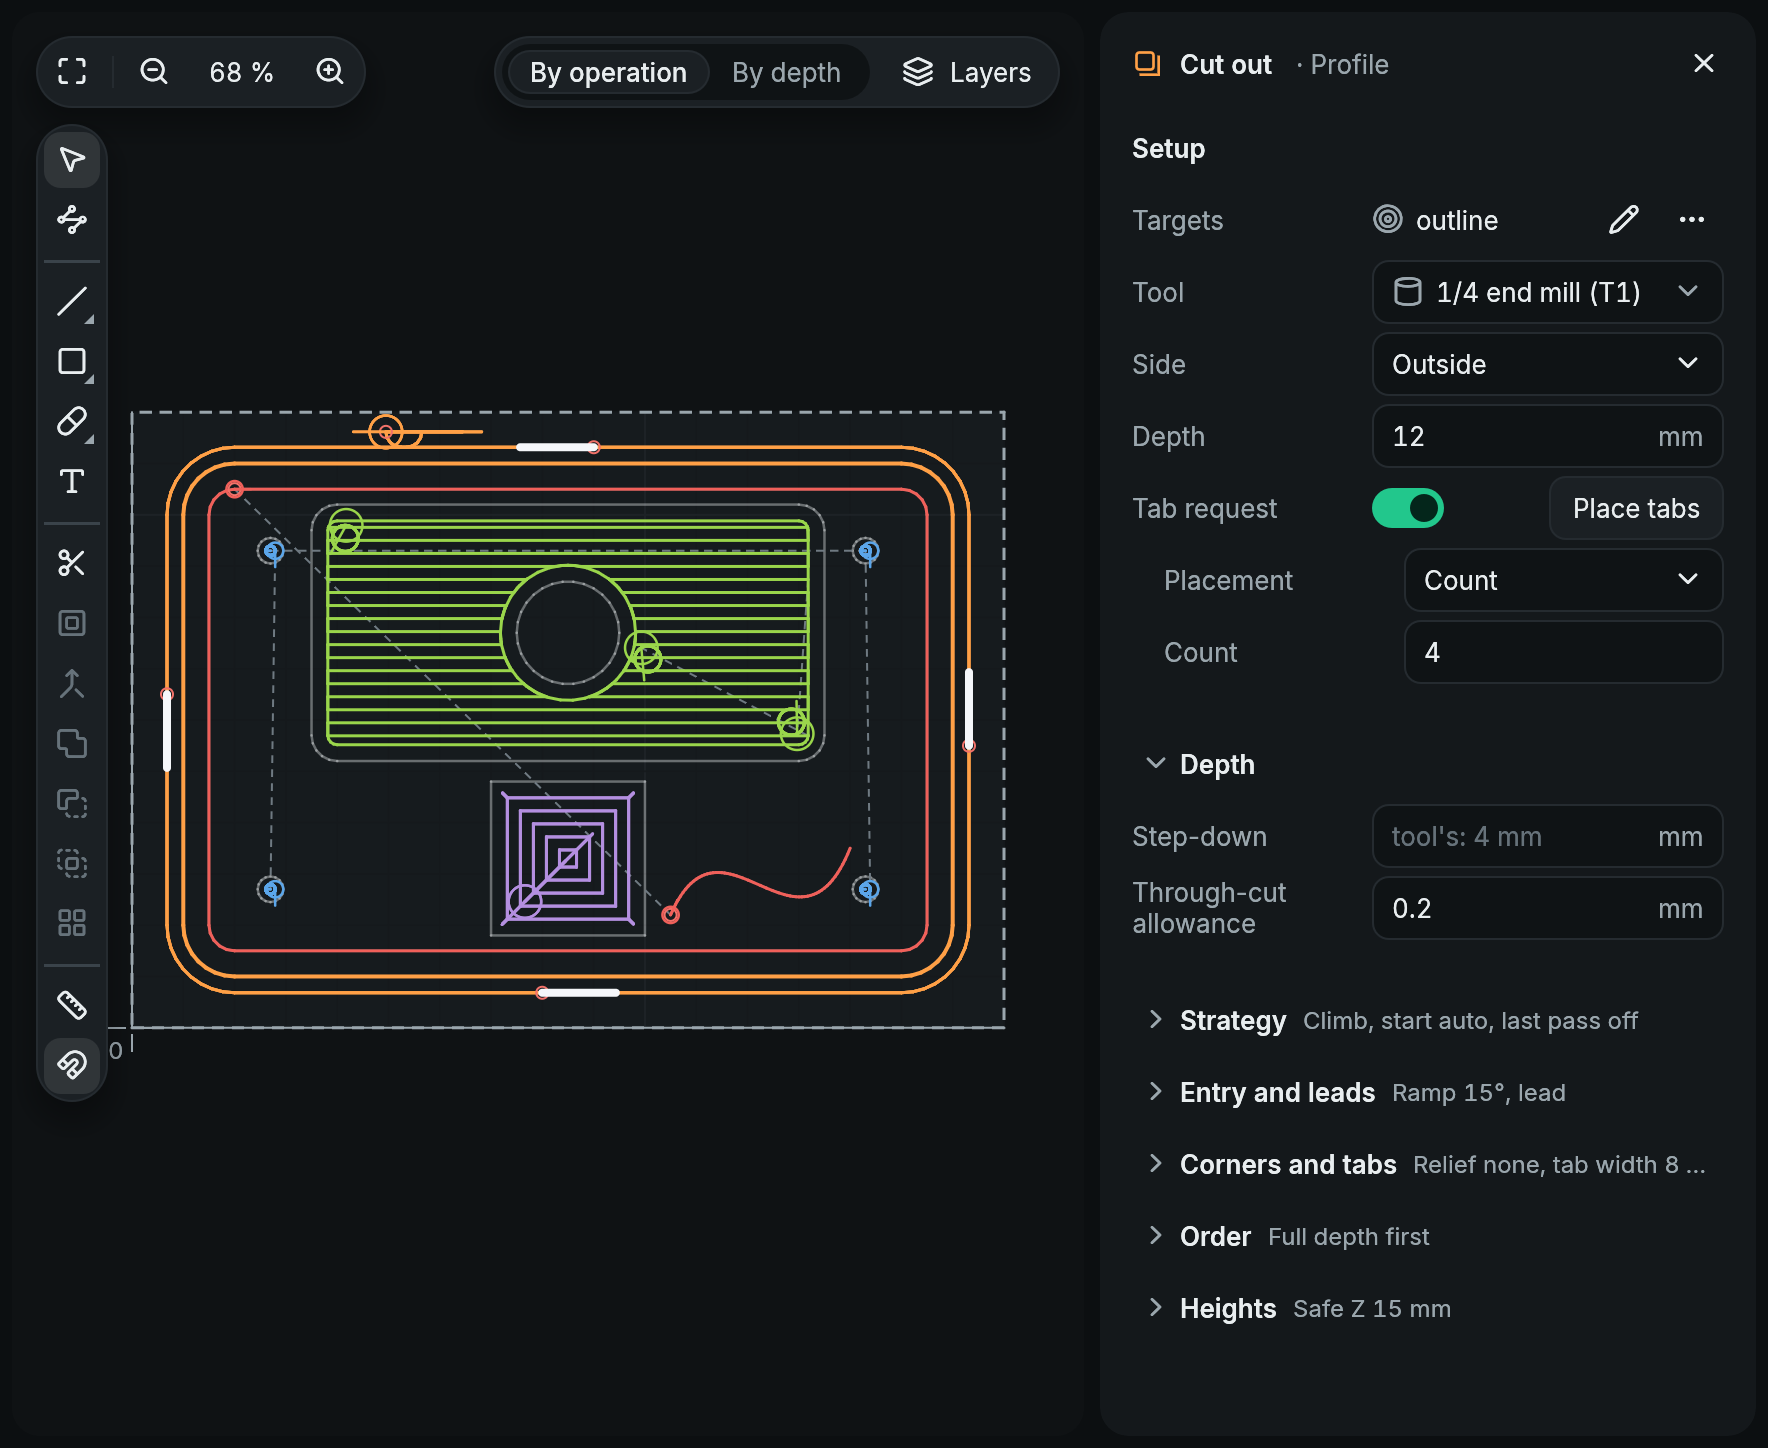 68 %
By operation
By depth
Layers
0
Cut out · Profile
Setup
Targets
outline
Tool
1/4 end mill (T1)
Side
Outside
Depth
12
mm
Tab request
Place tabs
Placement
Count
Count
4
Depth
Step-down
tool's: 4 mm
mm
Through-cut
allowance
0.2
mm
Strategy Climb, start auto, last pass off
Entry and leads Ramp 15°, lead
Corners and tabs Relief none, tab width 8 ...
Order Full depth first
Heights Safe Z 15 mm